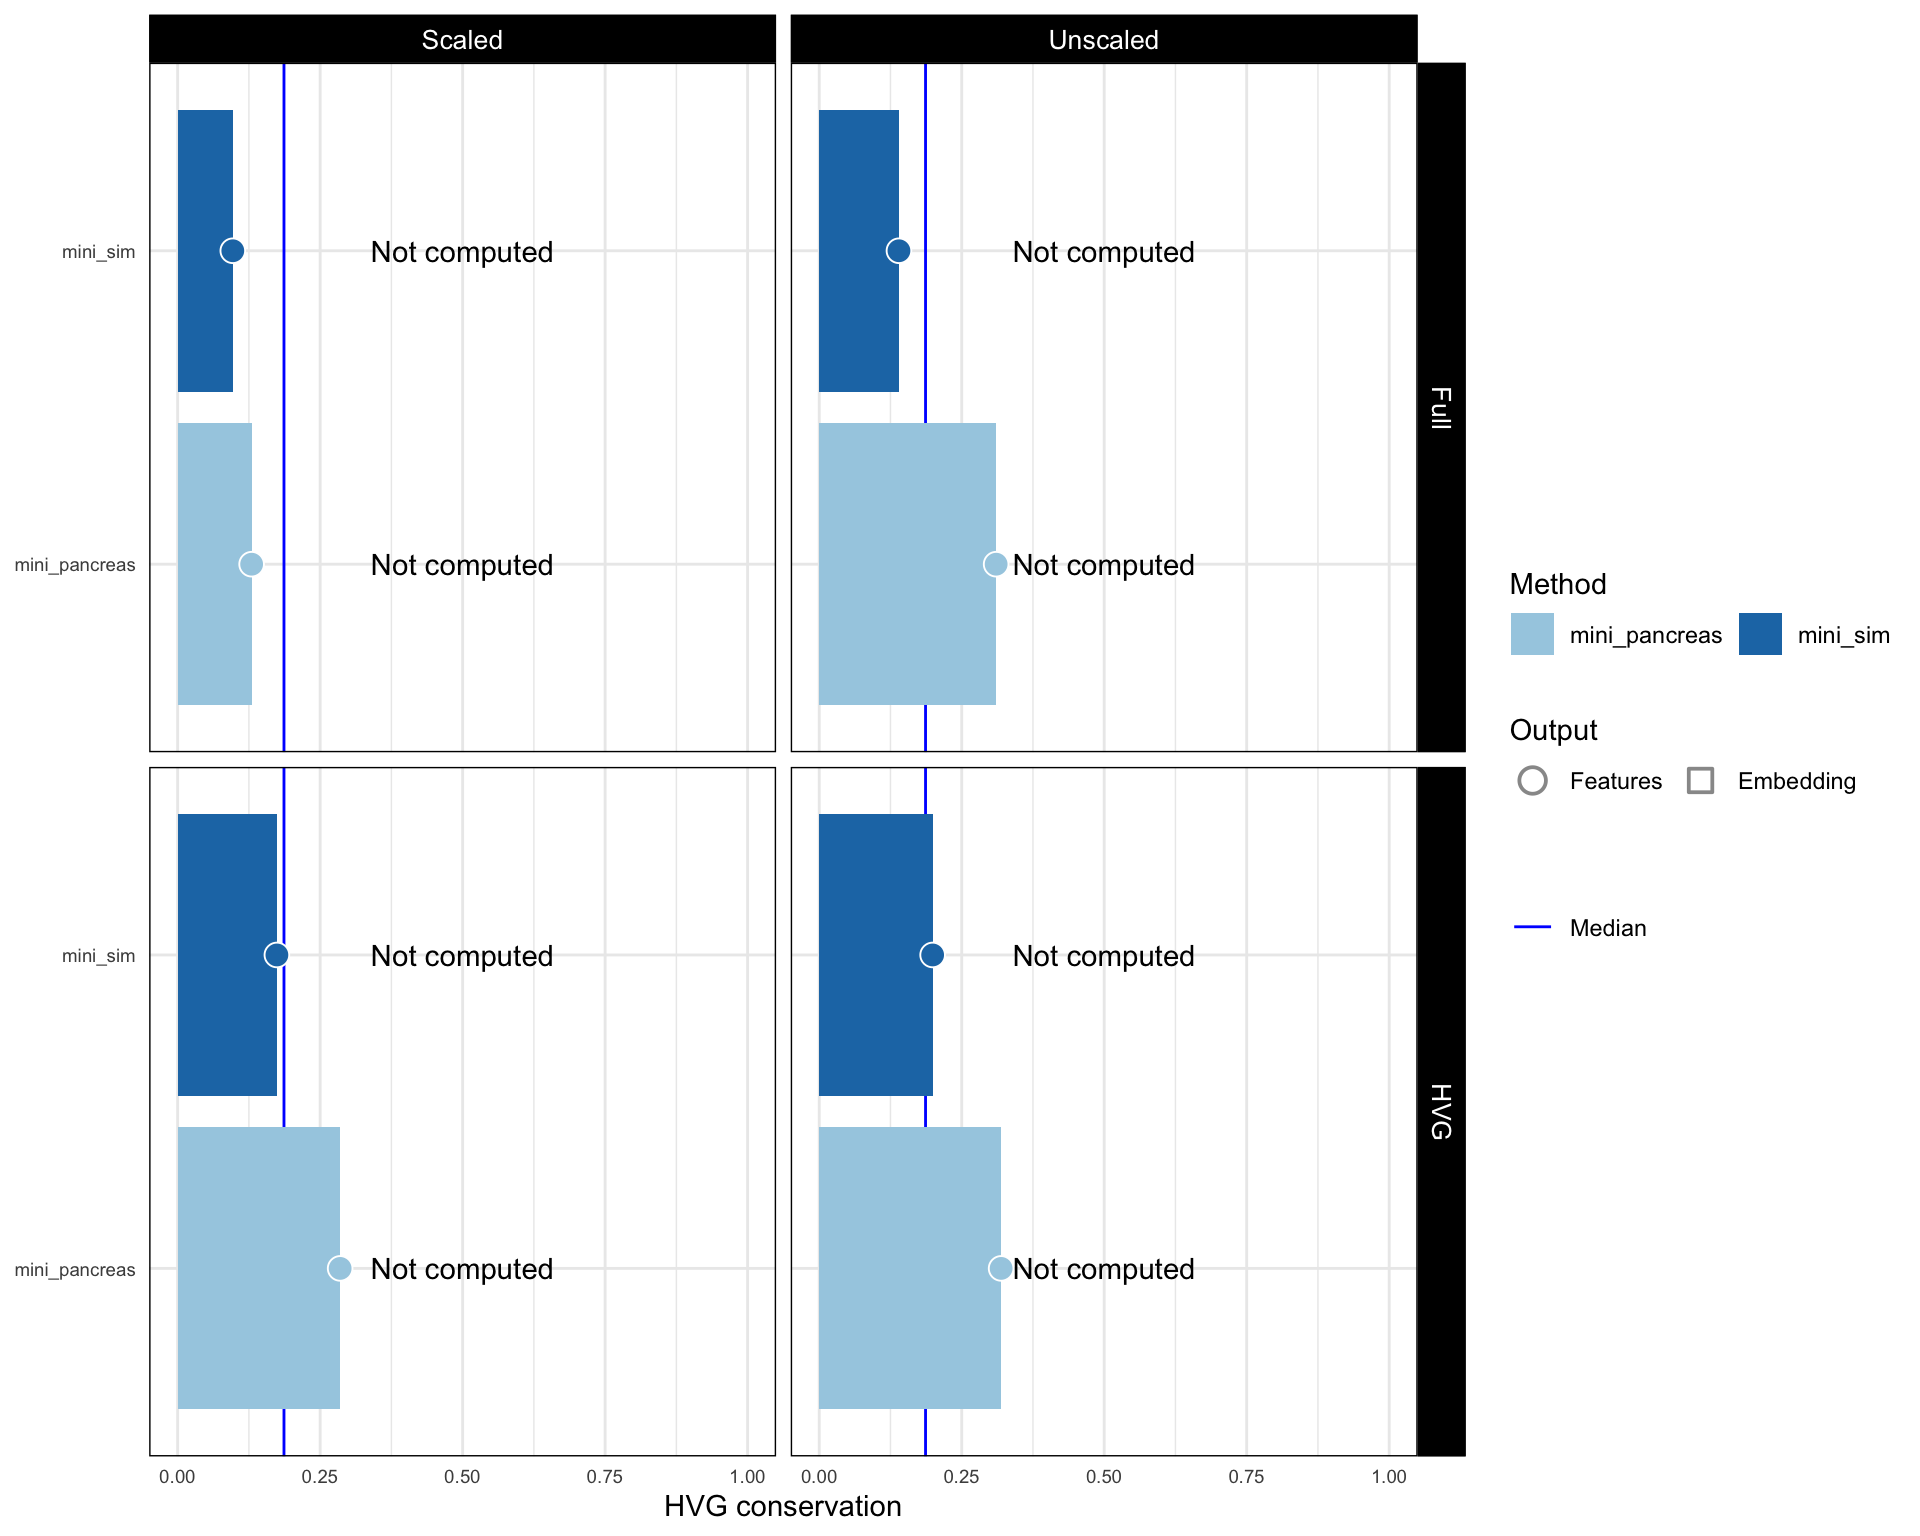 Scaled
Unscaled
mini_sim
Not computed
Not computed
mini_pancreas
Not computed
Not computed
Full
mini_sim
Not computed
Not computed
mini_pancreas
Not computed
Not computed
HVG
0.00 0.25 0.50 0.75 1.00
0.00 0.25 0.50 0.75 1.00
HVG conservation
Method
mini_pancreas mini_sim
Output
Features Embedding
Median